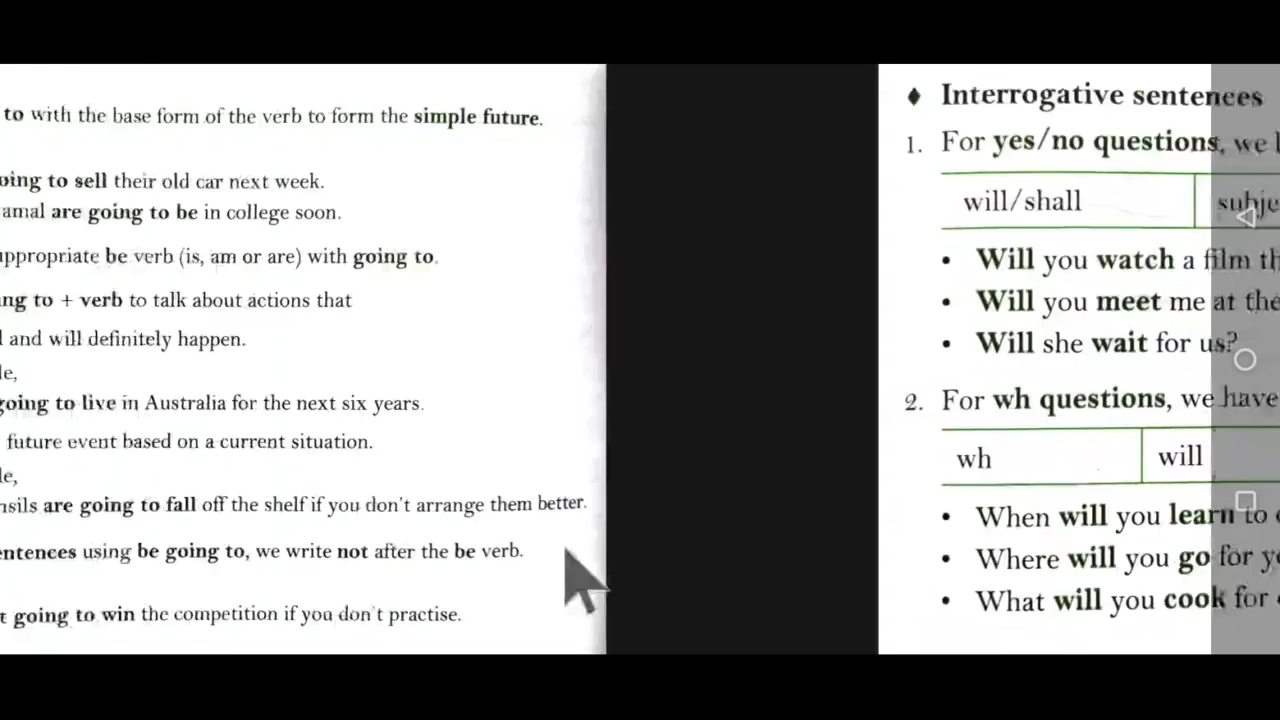 to with the base form of the verb to form the simple future.
oing to sell their old car next week.
amal are going to be in college soon.
ppropriate be verb (is, am or are) with going to.
ng to + verb to talk about actions that
and will definitely happen.
le,
going to live in Australia for the next six years.
future event based on a current situation.
le,
nsils are going to fall off the shelf if you don't arrange them better.
entences using be going to, we write not after the be verb.
t going to win the competition if you don't practise.
♦ Interrogative sentences
1. For yes/no questions, we
will/shall subje
• Will you watch a film th
• Will you meet me at the
• Will she wait for us?
2. For wh questions, we have
wh will
• When will you learn to
• Where will you go for y
• What will you cook for